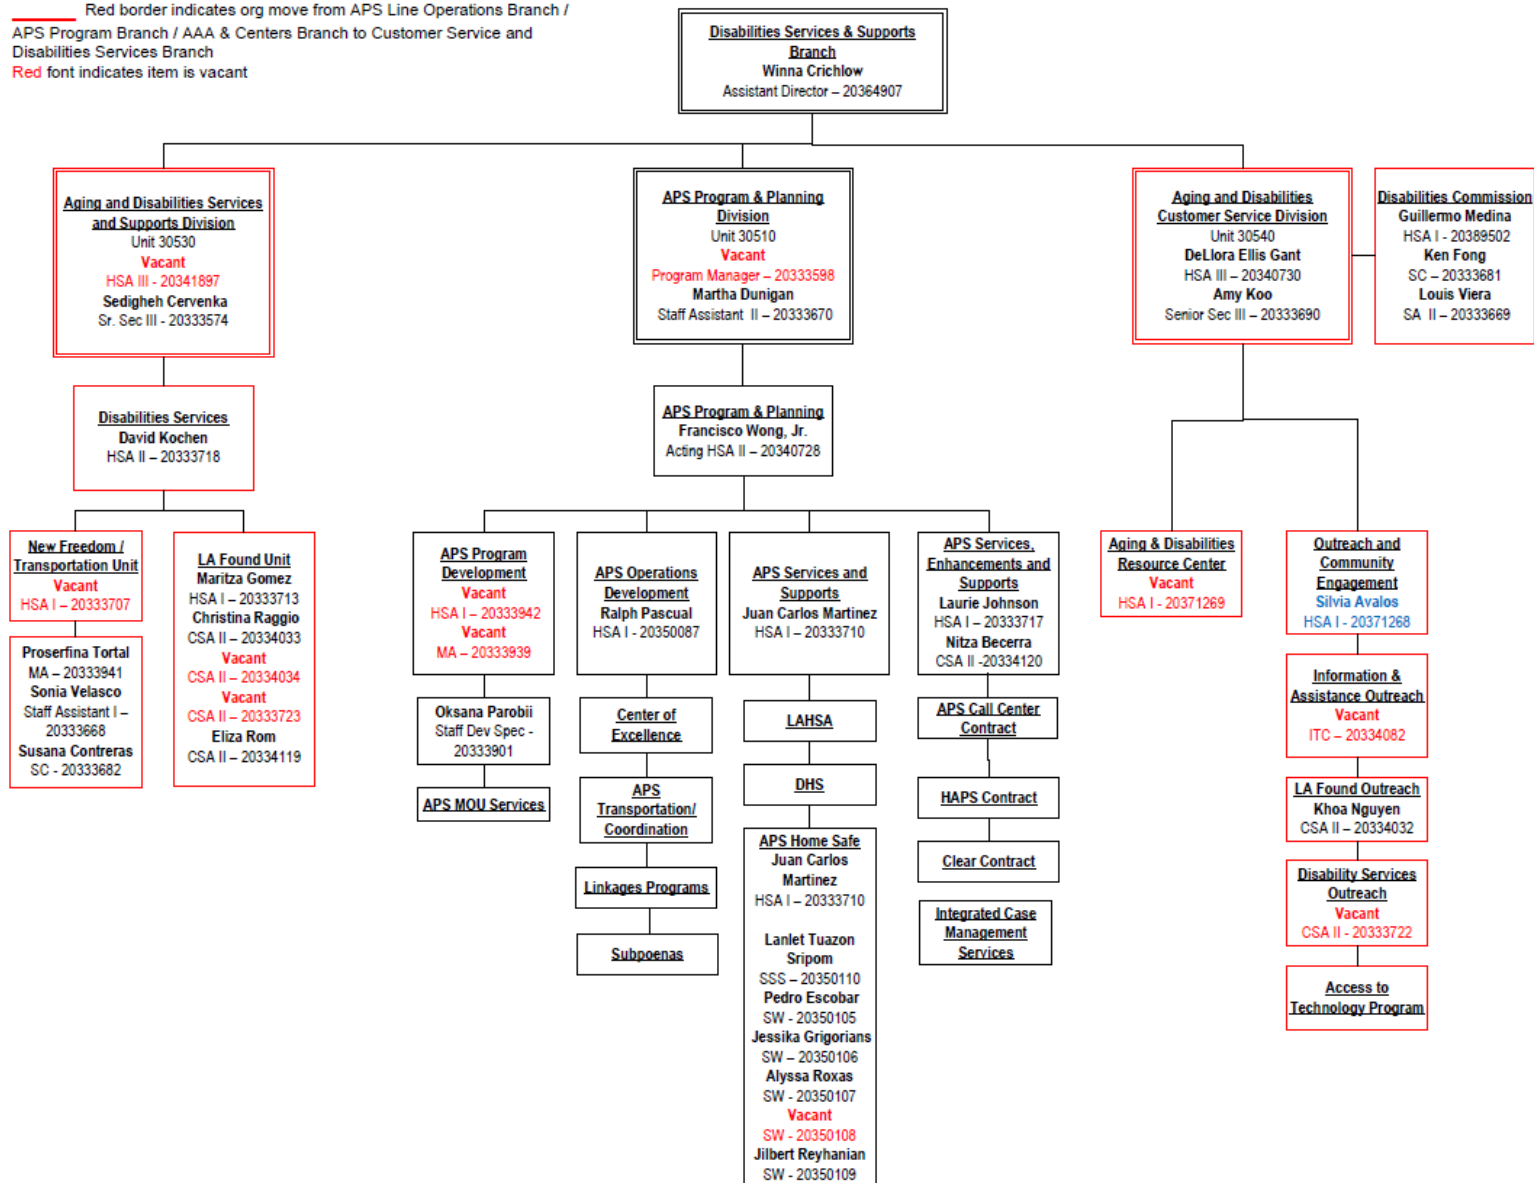 Red border indicates org move from APS Line Operations Branch /
APS Program Branch / AAA & Centers Branch to Customer Service and
Disabilities Services Branch
Red font indicates item is vacant
Disabilities Services & Supports
Branch
Winna Crichlow
Assistant Director – 20364907
Aging and Disabilities Services
and Supports Division
Unit 30530
Vacant
HSA III - 20341897
Sedigheh Cervenka
Sr. Sec III - 20333574
APS Program & Planning
Division
Unit 30510
Vacant
Program Manager – 20333598
Martha Dunigan
Staff Assistant II – 20333670
Aging and Disabilities
Customer Service Division
Unit 30540
DeLlora Ellis Gant
HSA III – 20340730
Amy Koo
Senior Sec III – 20333690
Disabilities Commission
Guillermo Medina
HSA I - 20389502
Ken Fong
SC – 20333681
Louis Viera
SA II – 20333669
Disabilities Services
David Kochen
HSA II – 20333718
APS Program & Planning
Francisco Wong, Jr.
Acting HSA II – 20340728
New Freedom /
Transportation Unit
Vacant
HSA I – 20333707
Proserfina Tortal
MA – 20333941
Sonia Velasco
Staff Assistant I –
20333668
Susana Contreras
SC - 20333682
LA Found Unit
Maritza Gomez
HSA I – 20333713
Christina Raggio
CSA II – 20334033
Vacant
CSA II – 20334034
Vacant
CSA II – 20333723
Eliza Rom
CSA II – 20334119
APS Program
Development
Vacant
HSA I – 20333942
Vacant
MA – 20333939
Oksana Parobii
Staff Dev Spec -
20333901
APS MOU Services
APS Operations
Development
Ralph Pascual
HSA I - 20350087
Center of
Excellence
APS
Transportation/
Coordination
Linkages Programs
Subpoenas
APS Services and
Supports
Juan Carlos Martinez
HSA I – 20333710
LAHSA
DHS
APS Home Safe
Juan Carlos
Martinez
HSA I – 20333710
Lanlet Tuazon
Sripom
SSS – 20350110
Pedro Escobar
SW - 20350105
Jessika Grigorians
SW – 20350106
Alyssa Roxas
SW - 20350107
Vacant
SW - 20350108
Jilbert Reyhanian
SW - 20350109
APS Services,
Enhancements and
Supports
Laurie Johnson
HSA I – 20333717
Nitza Becerra
CSA II -20334120
APS Call Center
Contract
HAPS Contract
Clear Contract
Integrated Case
Management
Services
Aging & Disabilities
Resource Center
Vacant
HSA I - 20371269
Outreach and
Community
Engagement
Silvia Avalos
HSA I - 20371268
Information &
Assistance Outreach
Vacant
ITC – 20334082
LA Found Outreach
Khoa Nguyen
CSA II – 20334032
Disability Services
Outreach
Vacant
CSA II - 20333722
Access to
Technology Program